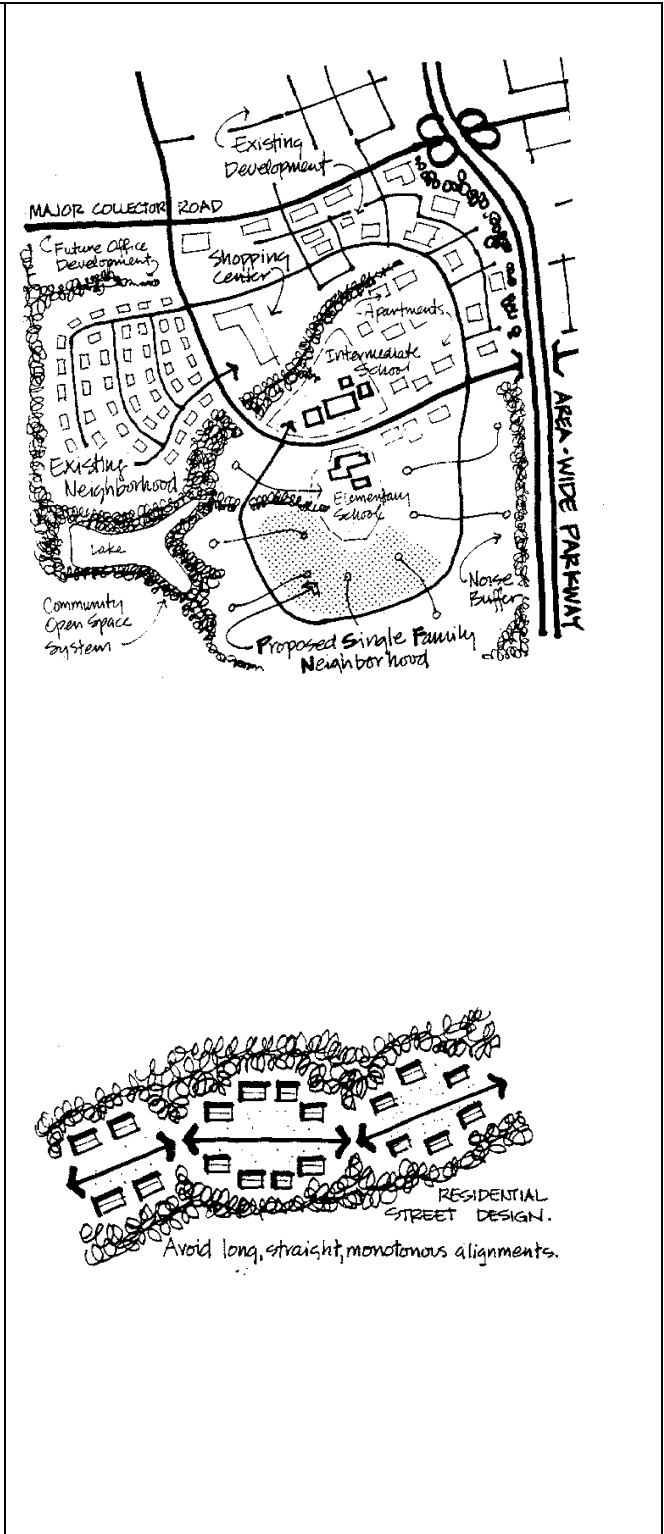 Existing
Development
MAJOR COLLECTOR ROAD
Future Office
Development
Shopping
Center
Apartments
Intermediate
School
Existing
Neighborhood
Elementary
School
Lake
Community
Open Space
System
Noise
Buffer
AREA-WIDE PARKWAY
Proposed Single Family
Neighborhood
RESIDENTIAL
STREET DESIGN.
Avoid long, straight, monotonous alignments.